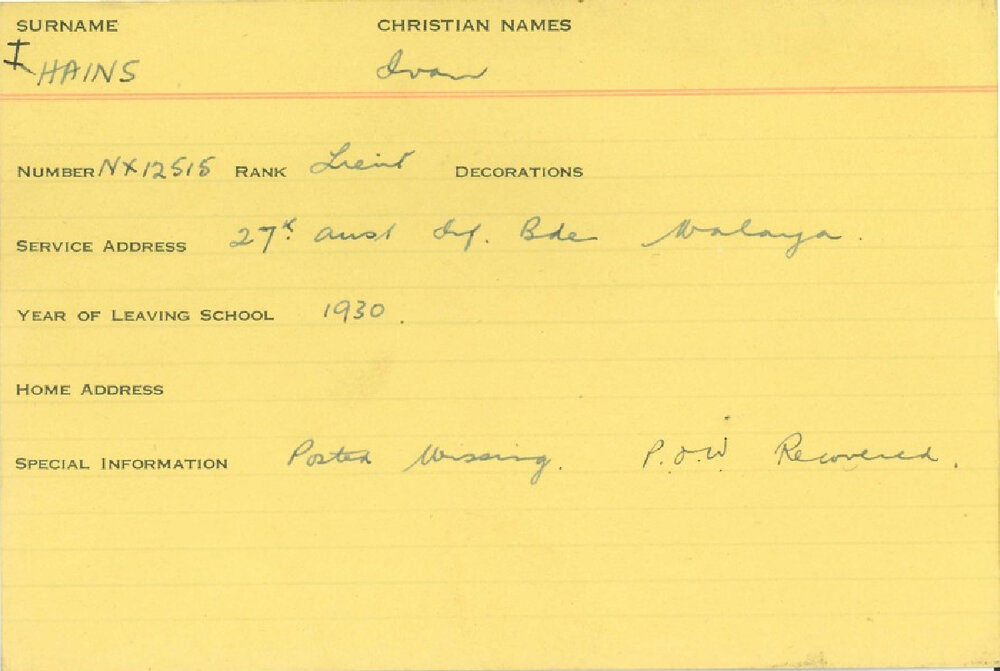 SURNAME CHRISTIAN NAMES
I HAINS Ivan
NUMBER NX12515 RANK Lieut DECORATIONS
SERVICE ADDRESS 27th Aust Inf. Bde Malaya.
YEAR OF LEAVING SCHOOL 1930.
HOME ADDRESS
SPECIAL INFORMATION Posted Missing. P.O.W Recovered.